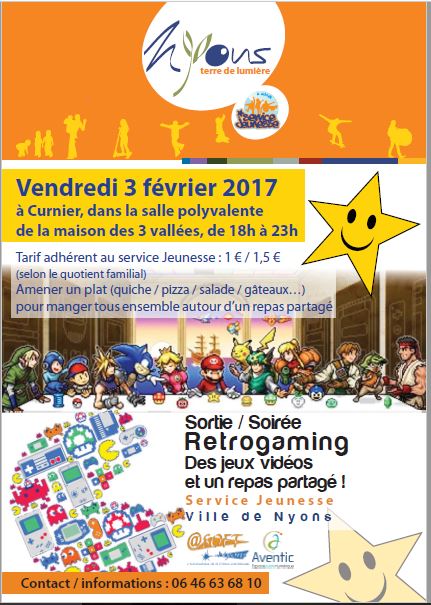 nyons
terre de lumière
service
Jeunesse
Vendredi 3 février 2017
à Curnier, dans la salle polyvalente
de la maison des 3 vallées, de 18h à 23h
Tarif adhérent au service Jeunesse : 1 € / 1,5 €
(selon le quotient familial)
Amener un plat (quiche / pizza / salade / gâteaux...)
pour manger tous ensemble autour d'un repas partagé
Sortie / Soirée
Retrogaming
Des jeux vidéos
et un repas partagé !
Service Jeunesse
Ville de Nyons
Aventic
Contact / informations : 06 46 63 68 10